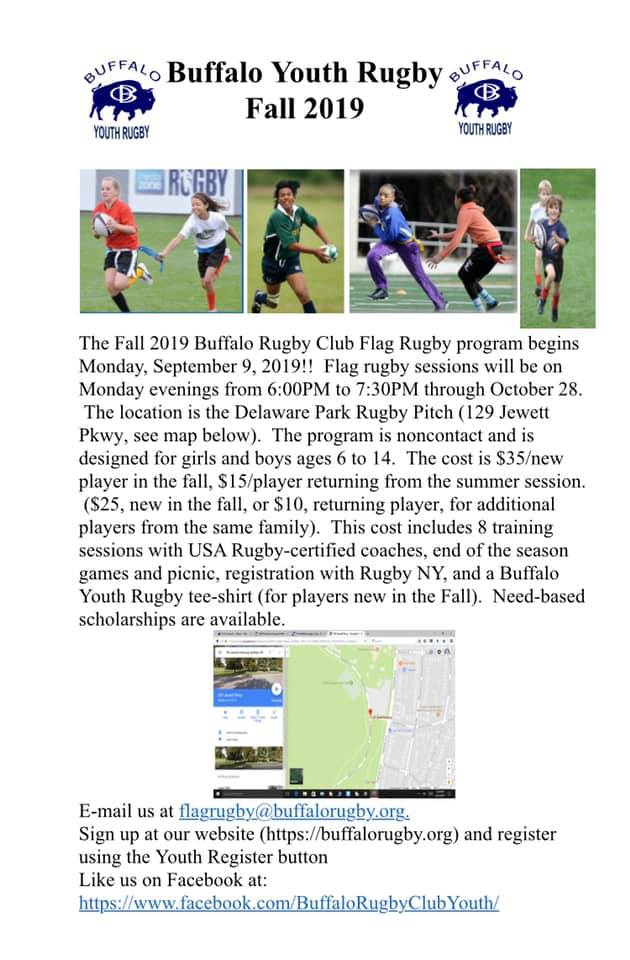 BUFFALO
YOUTH RUGBY
Buffalo Youth Rugby
Fall 2019
BUFFALO
YOUTH RUGBY
media
zone
RUGBY
The Fall 2019 Buffalo Rugby Club Flag Rugby program begins
Monday, September 9, 2019!!  Flag rugby sessions will be on
Monday evenings from 6:00PM to 7:30PM through October 28.
The location is the Delaware Park Rugby Pitch (129 Jewett
Pkwy, see map below).  The program is noncontact and is
designed for girls and boys ages 6 to 14.  The cost is $35/new
player in the fall, $15/player returning from the summer session.
($25, new in the fall, or $10, returning player, for additional
players from the same family).  This cost includes 8 training
sessions with USA Rugby-certified coaches, end of the season
games and picnic, registration with Rugby NY, and a Buffalo
Youth Rugby tee-shirt (for players new in the Fall).  Need-based
scholarships are available.
E-mail us at flagrugby@buffalorugby.org.
Sign up at our website (https://buffalorugby.org) and register
using the Youth Register button
Like us on Facebook at:
https://www.facebook.com/BuffaloRugbyClubYouth/